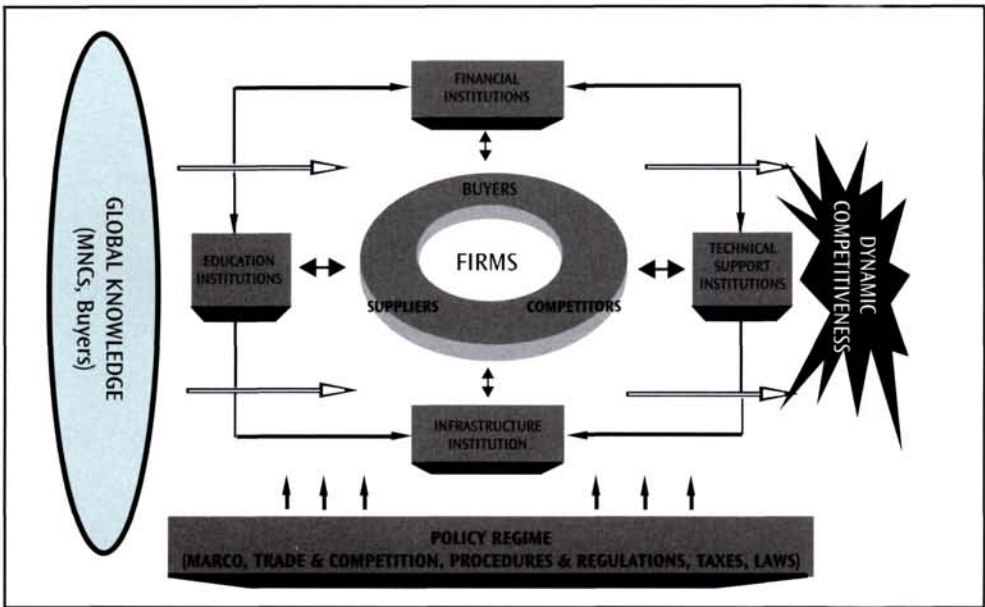 GLOBAL KNOWLEDGE
(MNCs, Buyers)
FINANCIAL
INSTITUTIONS
BUYERS
EDUCATION
INSTITUTIONS
FIRMS
TECHNICAL
SUPPORT
INSTITUTIONS
SUPPLIERS
COMPETITORS
DYNAMIC
COMPETITIVENESS
INFRASTRUCTURE
INSTITUTION
POLICY REGIME
(MARCO, TRADE & COMPETITION, PROCEDURES & REGULATIONS, TAXES, LAWS)